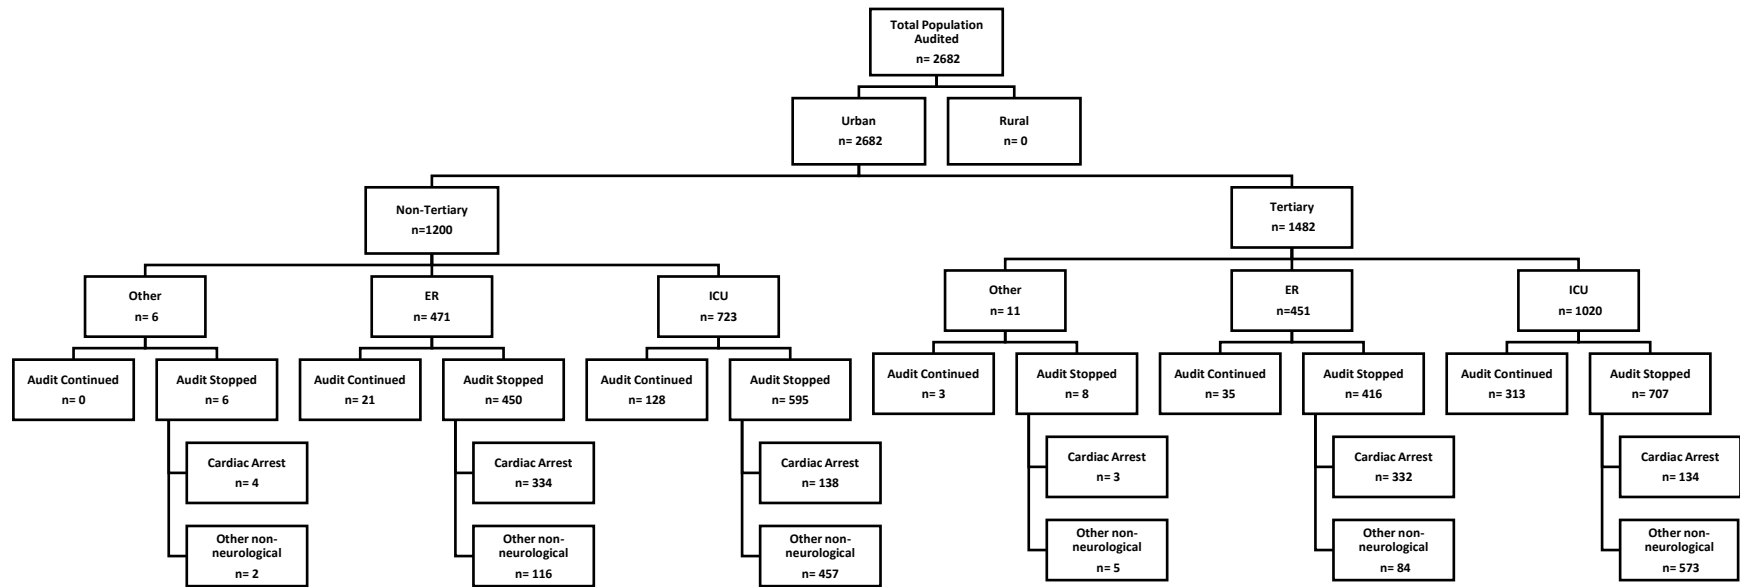 Total Population
Audited
n= 2682
Urban
n= 2682
Rural
n= 0
Non-Tertiary
n=1200
Tertiary
n= 1482
Other
n= 6
ER
n= 471
ICU
n= 723
Other
n= 11
ER
n=451
ICU
n= 1020
Audit Continued
n= 0
Audit Stopped
n= 6
Audit Continued
n= 21
Audit Stopped
n= 450
Audit Continued
n= 128
Audit Stopped
n= 595
Audit Continued
n= 3
Audit Stopped
n= 8
Audit Continued
n= 35
Audit Stopped
n= 416
Audit Continued
n= 313
Audit Stopped
n= 707
Cardiac Arrest
n= 4
Cardiac Arrest
n= 334
Cardiac Arrest
n= 138
Cardiac Arrest
n= 3
Cardiac Arrest
n= 332
Cardiac Arrest
n= 134
Other non-
neurological
n= 2
Other non-
neurological
n= 116
Other non-
neurological
n= 457
Other non-
neurological
n= 5
Other non-
neurological
n= 84
Other non-
neurological
n= 573